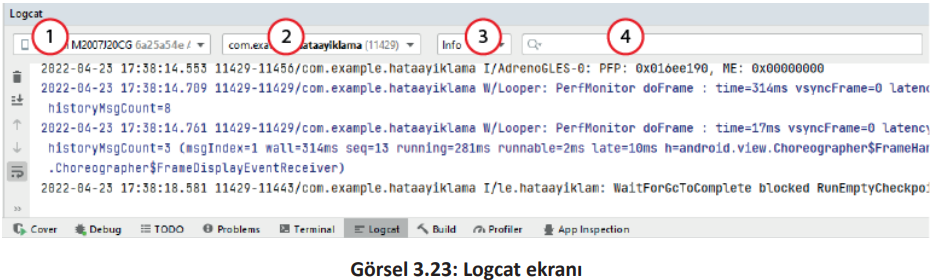 Logcat
1 M2007J20CG 6a25a54e / 2 com.exa hataayiklama (11429) Info 3 4
2022-04-23 17:38:14.553 11429-11456/com.example.hataayiklama I/AdrenoGLES-0: PFP: 0x016ee190, ME: 0x00000000
2022-04-23 17:38:14.709 11429-11429/com.example.hataayiklama W/Looper: PerfMonitor doFrame : time=314ms vsyncFrame=0 latenc
historyMsgCount=8
2022-04-23 17:38:14.761 11429-11429/com.example.hataayiklama W/Looper: PerfMonitor doFrame : time=17ms vsyncFrame=0 latency
historyMsgCount=3 (msgIndex=1 wall=314ms seq=13 running=281ms runnable=2ms late=10ms h=android.view.Choreographer$FrameHan
.Choreographer$FrameDisplayEventReceiver)
2022-04-23 17:38:18.581 11429-11443/com.example.hataayiklama I/le.hataayiklam: WaitForGcToComplete blocked RunEmptyCheckpoi
Cover Debug TODO Problems Terminal Logcat Build Profiler App Inspection
Görsel 3.23: Logcat ekranı